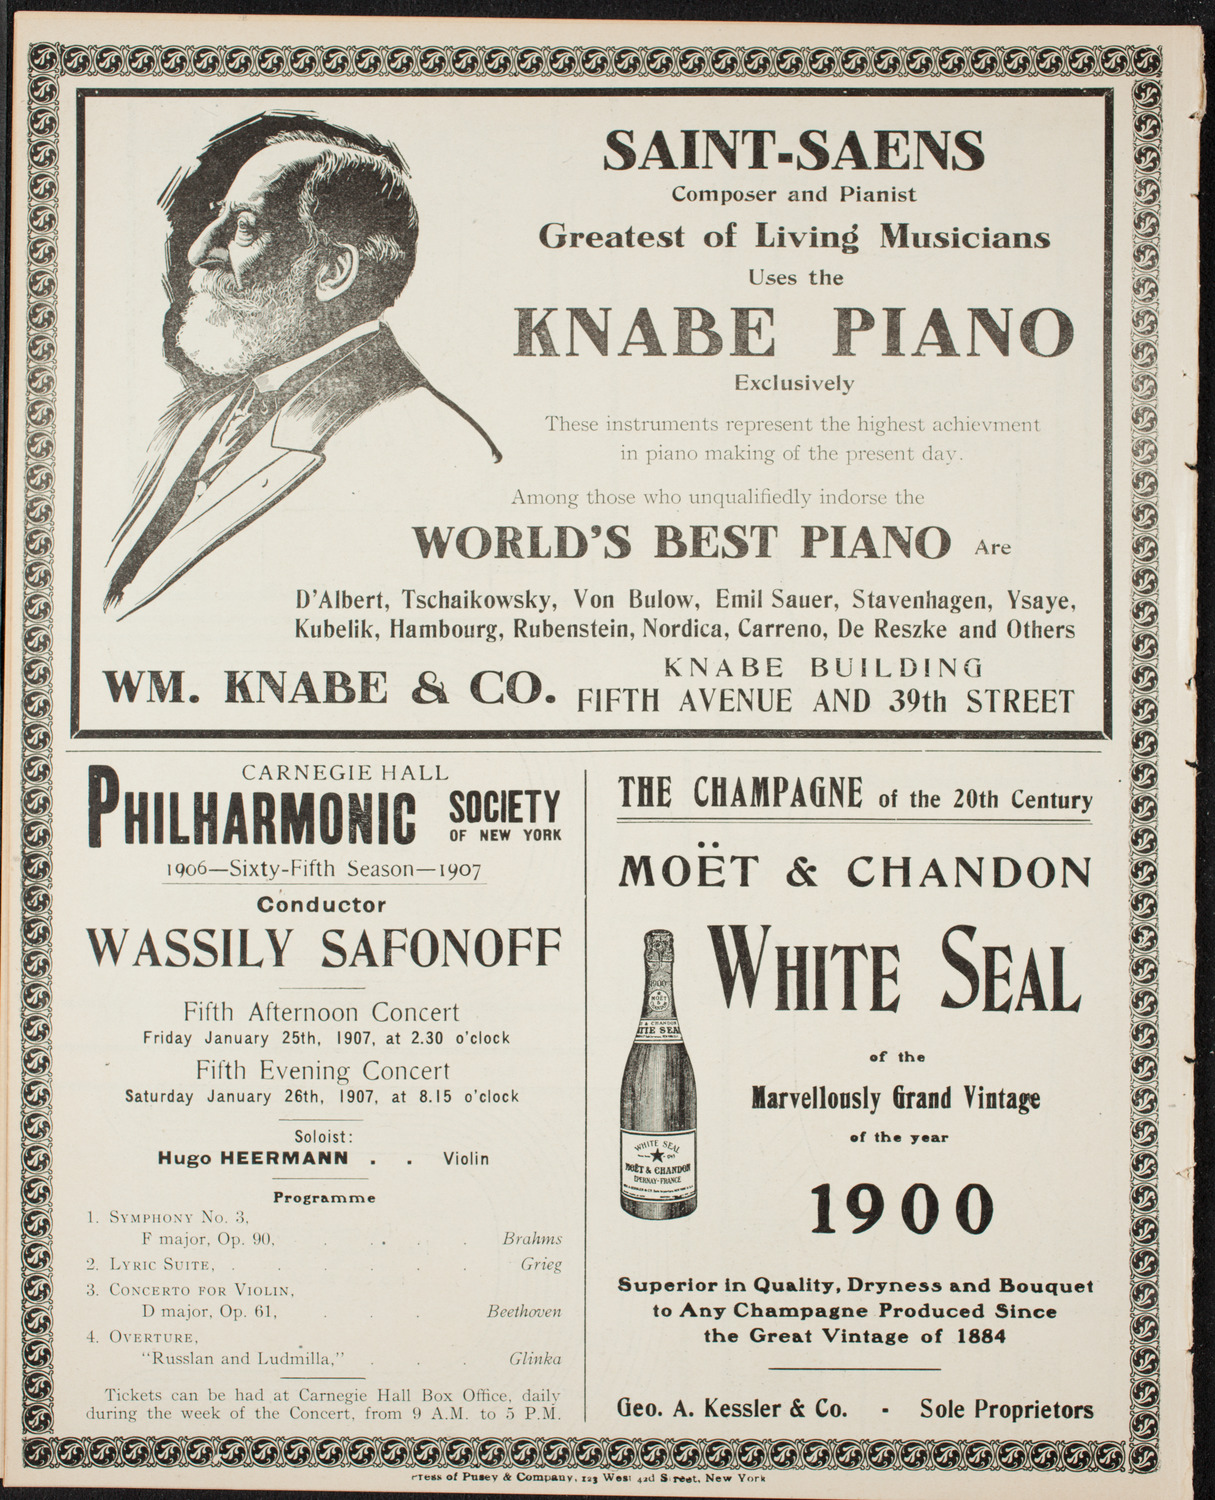 SAINT-SAENS
Composer and Pianist
Greatest of Living Musicians
Uses the
KNABE PIANO
Exclusively
These instruments represent the highest achievment
in piano making of the present day.
Among those who unqualifiedly indorse the
WORLD'S BEST PIANO Are
D'Albert, Tschaikowsky, Von Bulow, Emil Sauer, Stavenhagen, Ysaye,
Kubelik, Hambourg, Rubenstein, Nordica, Carreno, De Reszke and Others
WM. KNABE & CO.
KNABE BUILDING
FIFTH AVENUE AND 39th STREET
CARNEGIE HALL
PHILHARMONIC SOCIETY
OF NEW YORK
1906—Sixty-Fifth Season—1907
Conductor
WASSILY SAFONOFF
Fifth Afternoon Concert
Friday January 25th, 1907, at 2.30 o'clock
Fifth Evening Concert
Saturday January 26th, 1907, at 8.15 o'clock
Soloist:
Hugo HEERMANN . . Violin
Programme
1. SYMPHONY NO. 3,
F major, Op. 90, . . . . Brahms
2. LYRIC SUITE, . . . . . . Grieg
3. CONCERTO FOR VIOLIN,
D major, Op. 61, . . . Beethoven
4. OVERTURE,
"Russlan and Ludmilla," . . . Glinka
Tickets can be had at Carnegie Hall Box Office, daily
during the week of the Concert, from 9 A.M. to 5 P.M.
THE CHAMPAGNE of the 20th Century
MOËT & CHANDON
WHITE SEAL
1900
MOËT
WHITE SEAL
MOËT & CHANDON
EPERNAY-FRANCE
of the
Marvellously Grand Vintage
of the year
1900
Superior in Quality, Dryness and Bouquet
to Any Champagne Produced Since
the Great Vintage of 1884
Geo. A. Kessler & Co. - Sole Proprietors
Press of Pusey & Company, 123 West 42d Street, New York